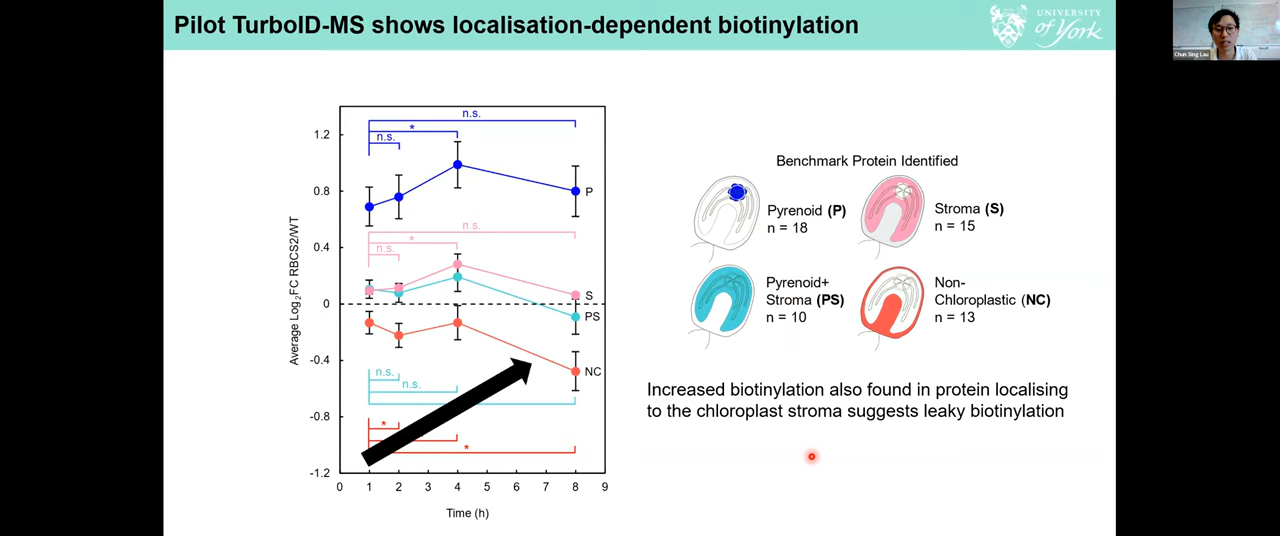 Pilot TurboID-MS shows localisation-dependent biotinylation
UNIVERSITY
of York
Chun Sing Lau
n.s.
*
n.s.
P
n.s.
*
n.s.
S
PS
NC
n.s.
n.s.
*
*
1.2
0.8
0.4
0
-0.4
-0.8
-1.2
0 1 2 3 4 5 6 7 8 9
Time (h)
Average Log2FC RBCS2/WT
Benchmark Protein Identified
Pyrenoid (P)
n = 18
Stroma (S)
n = 15
Pyrenoid+
Stroma (PS)
n = 10
Non-
Chloroplastic (NC)
n = 13
Increased biotinylation also found in protein localising
to the chloroplast stroma suggests leaky biotinylation